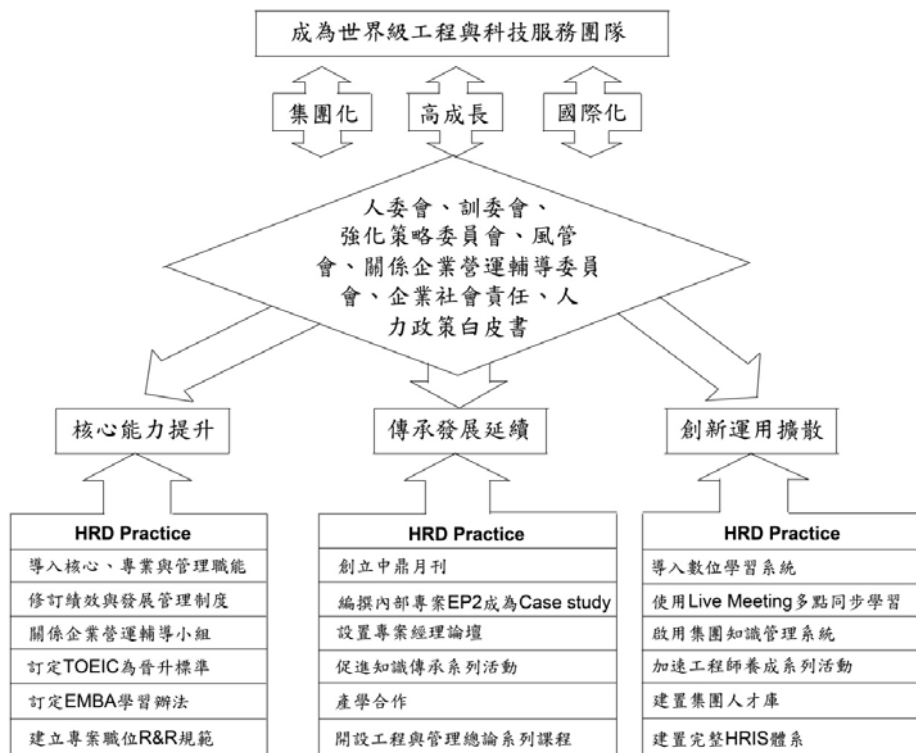 成為世界級工程與科技服務團隊
集團化
高成長
國際化
人委會、訓委會、
強化策略委員會、風管
會、關係企業營運輔導委員
會、企業社會責任、人
力政策白皮書
核心能力提升
傳承發展延續
創新運用擴散
HRD Practice
導入核心、專業與管理職能
修訂績效與發展管理制度
關係企業營運輔導小組
訂定TOEIC為晉升標準
訂定EMBA學習辦法
建立專案職位R&R規範
HRD Practice
創立中鼎月刊
編撰內部專案EP2成為Case study
設置專案經理論壇
促進知識傳承系列活動
產學合作
開設工程與管理總論系列課程
HRD Practice
導入數位學習系統
使用Live Meeting多點同步學習
啟用集團知識管理系統
加速工程師養成系列活動
建置集團人才庫
建置完整HRIS體系